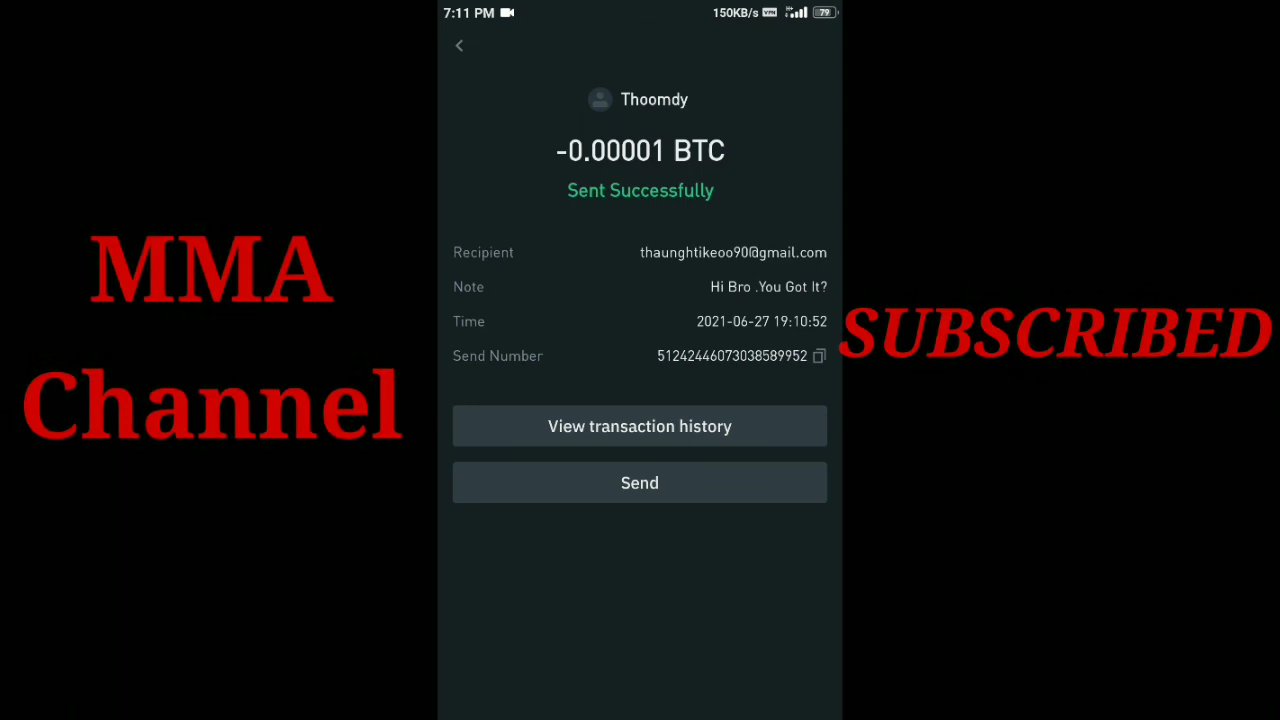 7:11 PM 150KB/s VPN H+ 79
Thoomdy
-0.00001 BTC
Sent Successfully
Recipient thaunghtikeoo90@gmail.com
Note Hi Bro .You Got It?
Time 2021-06-27 19:10:52
Send Number 51242446073038589952
View transaction history
Send
MMA
Channel
SUBSCRIBED